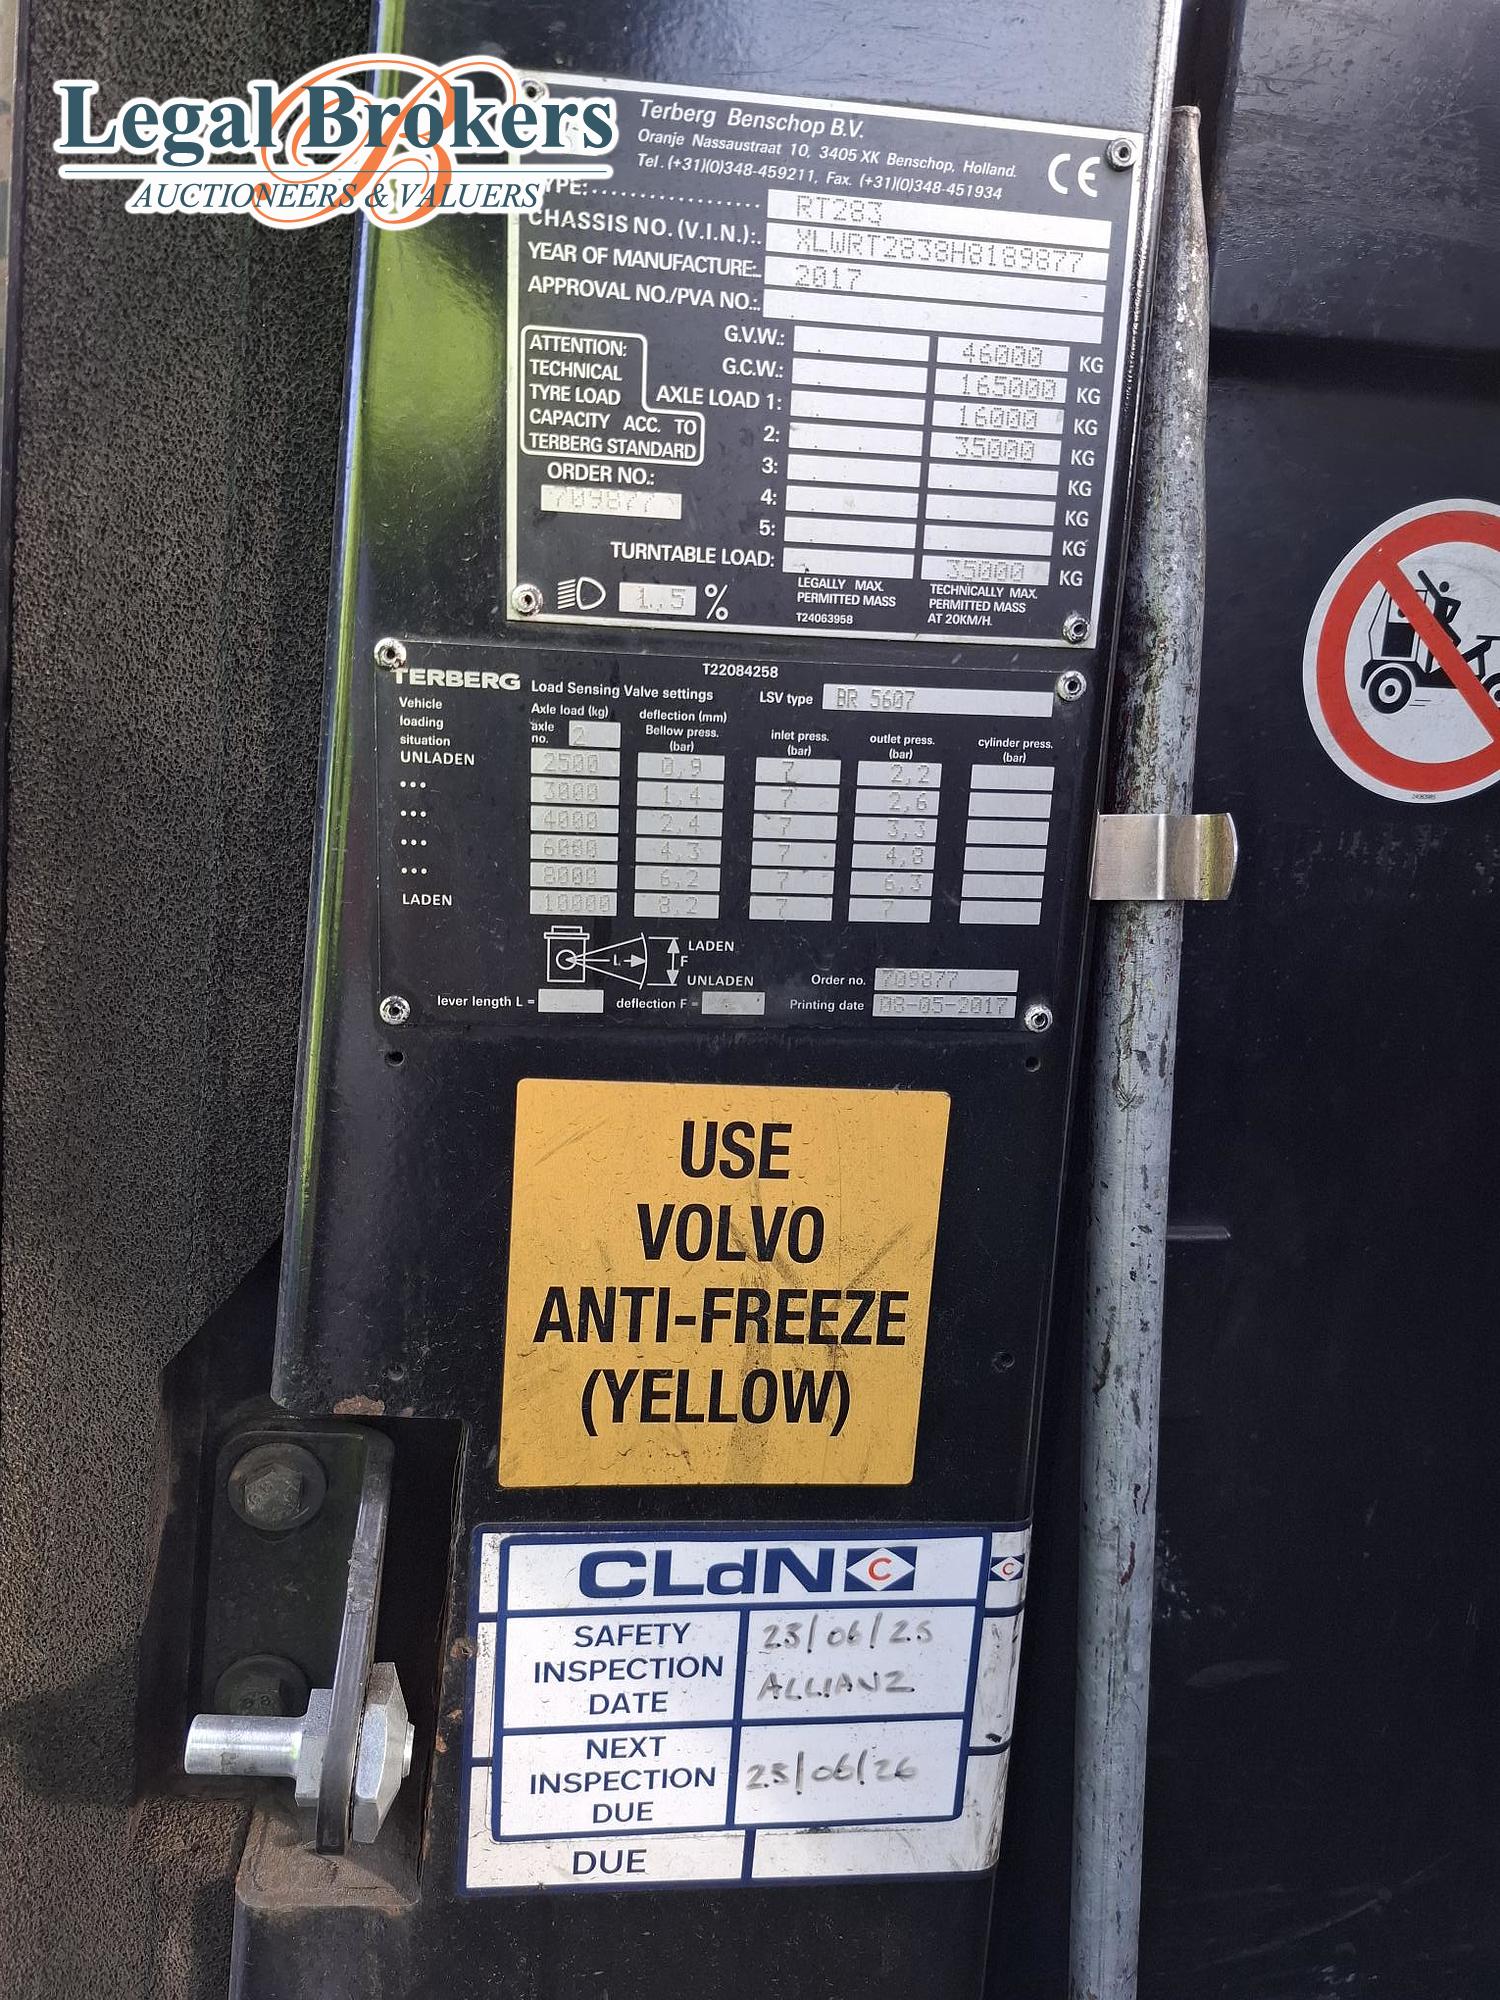 Legal Brokers
AUCTIONEERS & VALUERS
Terberg Benschop B.V.
Oranje Nassaustraat 10, 3405 XK Benschop, Holland.
Tel. (+31)(0)348-459211, Fax. (+31)(0)348-451934
CE
TYPE:.................... RT283
CHASSIS NO. (V.I.N.):. XLWRT2838H8189877
YEAR OF MANUFACTURE:. 2017
APPROVAL NO./PVA NO.:.
G.V.W.: 46000 KG
G.C.W.: 165000 KG
AXLE LOAD 1: 16000 KG
2: 35000 KG
3: KG
4: KG
5: KG
TURNTABLE LOAD: 35000 KG
ATTENTION:
TECHNICAL
TYRE LOAD
CAPACITY ACC. TO
TERBERG STANDARD
ORDER NO.:
709877
1,5 %
LEGALLY MAX.
PERMITTED MASS
T24063958
TECHNICALLY MAX.
PERMITTED MASS
AT 20KM/H.
TERBERG
T22084258
Load Sensing Valve settings
LSV type BR 5607
Vehicle
loading
situation
Axle load (kg)
axle
no. 2
deflection (mm)
Bellow press.
(bar)
inlet press.
(bar)
outlet press.
(bar)
cylinder press.
(bar)
UNLADEN 2500 0,9 7 2,2
... 3000 1,4 7 2,6
... 4000 2,4 7 3,3
... 6000 4,3 7 4,8
... 8000 6,2 7 6,3
LADEN 10000 8,2 7 7
L
LADEN
F
UNLADEN
Order no. 709877
lever length L =
deflection F =
Printing date 08-05-2017
USE
VOLVO
ANTI-FREEZE
(YELLOW)
CLdN C
C
SAFETY
INSPECTION
DATE
23/06/25
ALLIANZ
NEXT
INSPECTION
DUE
23/06/26
DUE